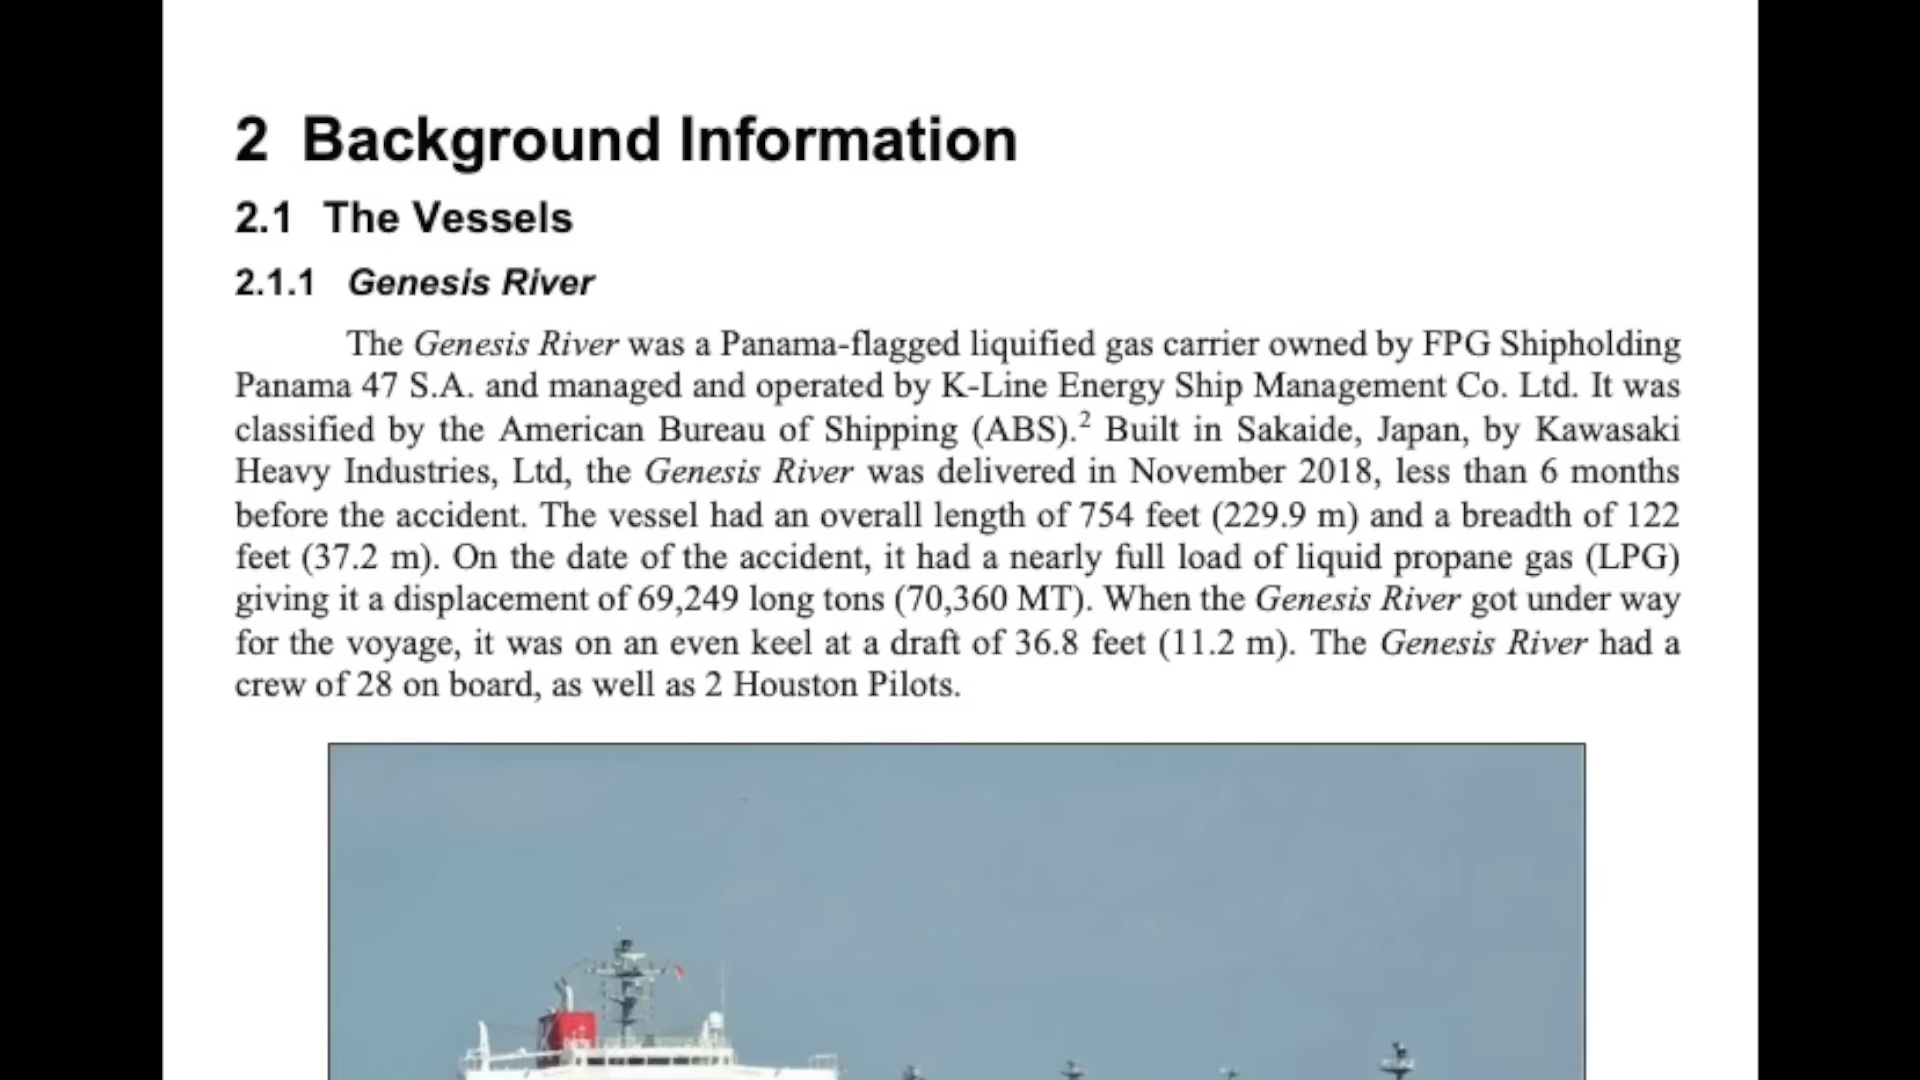 2 Background Information
2.1 The Vessels
2.1.1 Genesis River
The Genesis River was a Panama-flagged liquified gas carrier owned by FPG Shipholding
Panama 47 S.A. and managed and operated by K-Line Energy Ship Management Co. Ltd. It was
classified by the American Bureau of Shipping (ABS).² Built in Sakaide, Japan, by Kawasaki
Heavy Industries, Ltd, the Genesis River was delivered in November 2018, less than 6 months
before the accident. The vessel had an overall length of 754 feet (229.9 m) and a breadth of 122
feet (37.2 m). On the date of the accident, it had a nearly full load of liquid propane gas (LPG)
giving it a displacement of 69,249 long tons (70,360 MT). When the Genesis River got under way
for the voyage, it was on an even keel at a draft of 36.8 feet (11.2 m). The Genesis River had a
crew of 28 on board, as well as 2 Houston Pilots.